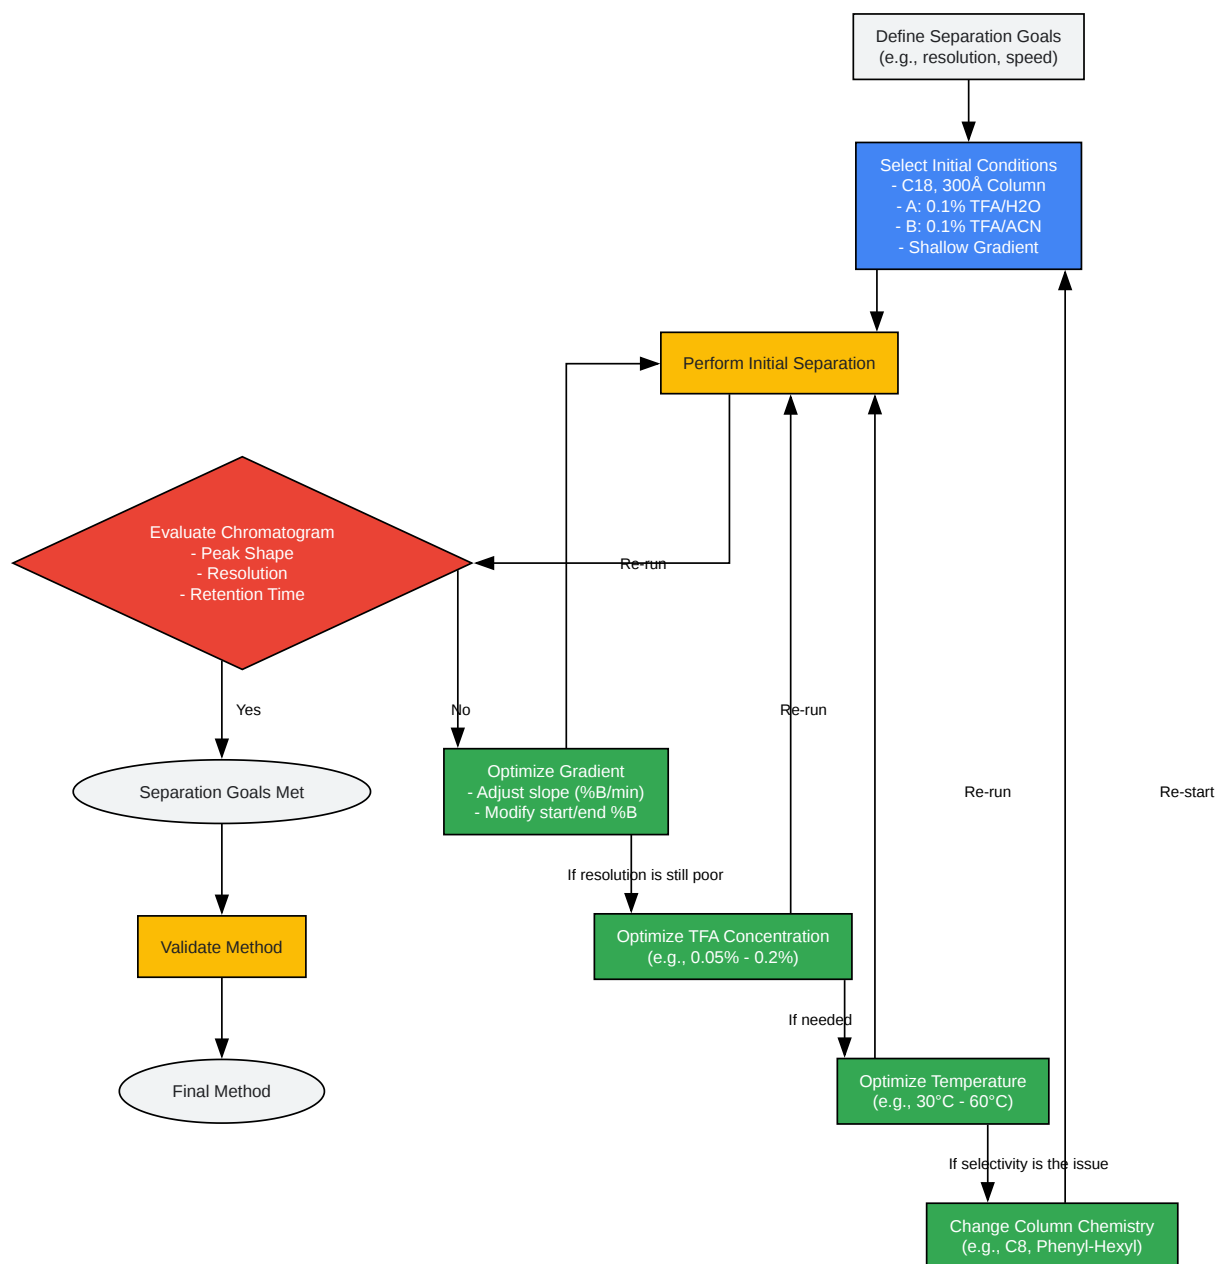 Define Separation Goals
(e.g., resolution, speed)
Select Initial Conditions
- C18, 300Å Column
- A: 0.1% TFA/H2O
- B: 0.1% TFA/ACN
- Shallow Gradient
Perform Initial Separation
Evaluate Chromatogram
- Peak Shape
- Resolution
- Retention Time
Re-run
Yes
No
Re-run
Optimize Gradient
- Adjust slope (%B/min)
- Modify start/end %B
Separation Goals Met
Re-run
Re-start
If resolution is still poor
Optimize TFA Concentration
(e.g., 0.05% - 0.2%)
Validate Method
If needed
Optimize Temperature
(e.g., 30°C - 60°C)
Final Method
If selectivity is the issue
Change Column Chemistry
(e.g., C8, Phenyl-Hexyl)